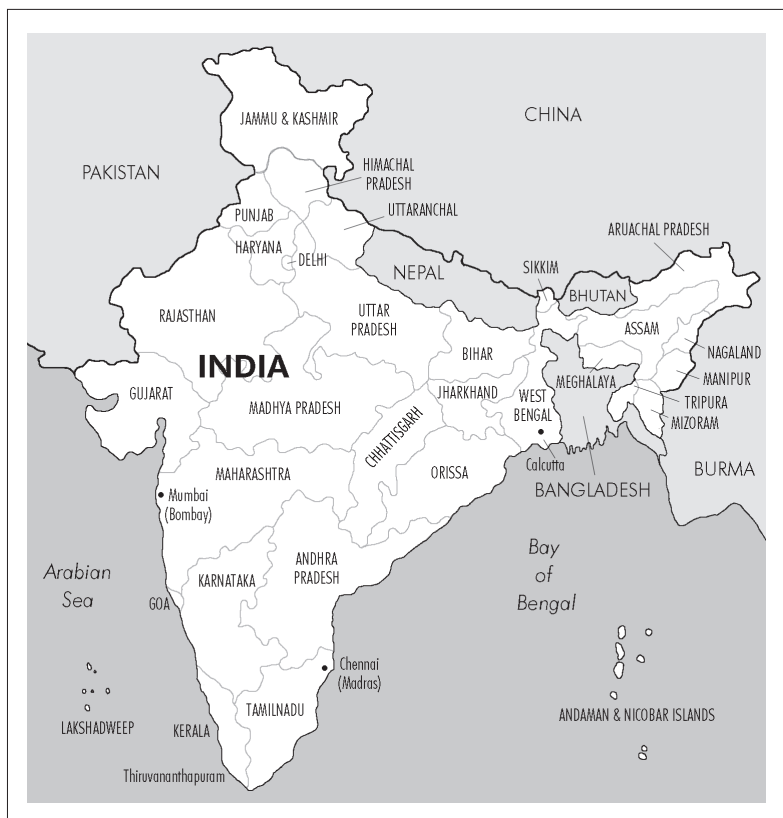 CHINA
JAMMU & KASHMIR
PAKISTAN
HIMACHAL
PRADESH
PUNJAB
UTTARANCHAL
ARUACHAL PRADESH
HARYANA
DELHI
NEPAL
SIKKIM
BHUTAN
RAJASTHAN
UTTAR
PRADESH
ASSAM
BIHAR
NAGALAND
INDIA
MEGHALAYA
MANIPUR
GUJARAT
JHARKHAND
WEST
BENGAL
TRIPURA
MADHYA PRADESH
CHHATTISGARH
MIZORAM
Calcutta
MAHARASHTRA
ORISSA
BURMA
BANGLADESH
Mumbai
(Bombay)
Bay
of
Bengal
ANDHRA
PRADESH
Arabian
Sea
KARNATAKA
GOA
Chennai
(Madras)
TAMILNADU
ANDAMAN & NICOBAR ISLANDS
LAKSHADWEEP
KERALA
Thiruvananthapuram